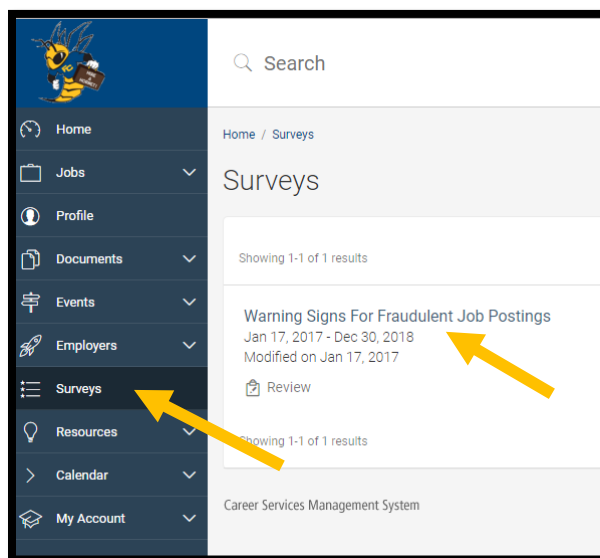 Search
Home
Jobs
Profile
Documents
Events
Employers
Surveys
Resources
Calendar
My Account
Home / Surveys
Surveys
Showing 1-1 of 1 results
Warning Signs For Fraudulent Job Postings
Jan 17, 2017 - Dec 30, 2018
Modified on Jan 17, 2017
Review
Showing 1-1 of 1 results
Career Services Management System